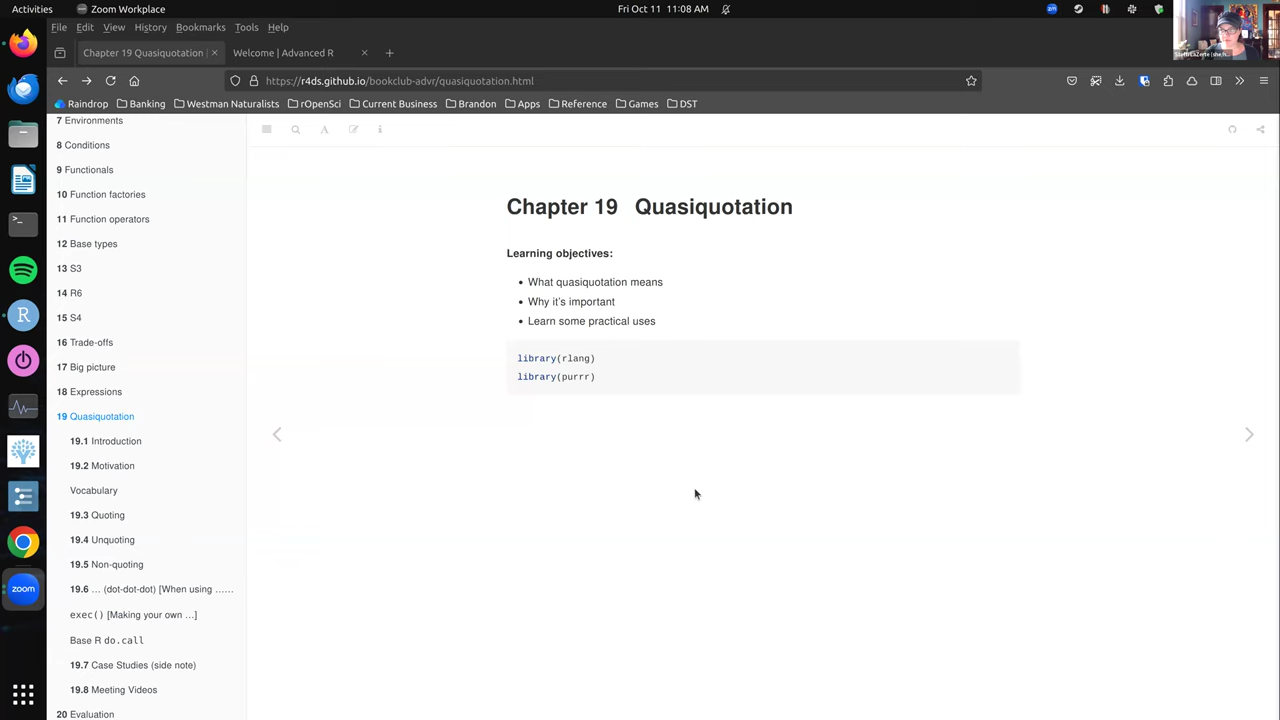 Activities
Zoom Workplace
Fri Oct 11 11:08 AM
File Edit View History Bookmarks Tools Help
Chapter 19 Quasiquotation
Welcome | Advanced R
https://r4ds.github.io/bookclub-advr/quasiquotation.html
Raindrop Banking Westman Naturalists rOpenSci Current Business Brandon Apps Reference Games DST
7 Environments
8 Conditions
9 Functionals
10 Function factories
11 Function operators
12 Base types
13 S3
14 R6
15 S4
16 Trade-offs
17 Big picture
18 Expressions
19 Quasiquotation
19.1 Introduction
19.2 Motivation
Vocabulary
19.3 Quoting
19.4 Unquoting
19.5 Non-quoting
19.6 … (dot-dot-dot) [When using ……
exec() [Making your own …]
Base R do.call
19.7 Case Studies (side note)
19.8 Meeting Videos
20 Evaluation
Chapter 19 Quasiquotation
Learning objectives:
• What quasiquotation means
• Why it's important
• Learn some practical uses
library(rlang)
library(purrr)
zoom